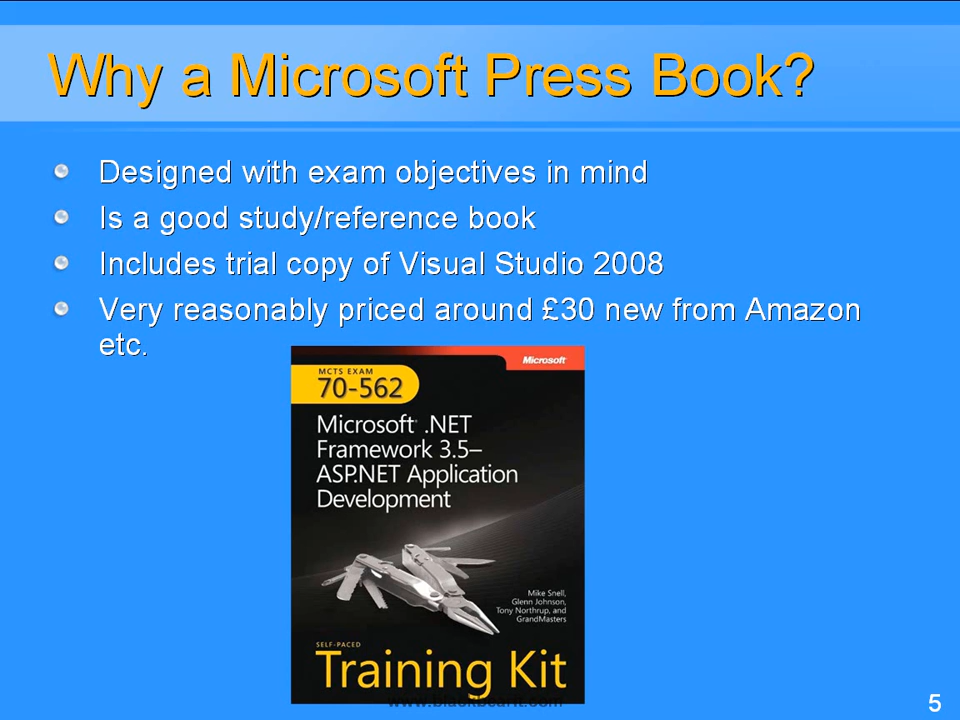 Why a Microsoft Press Book?
Designed with exam objectives in mind
Is a good study/reference book
Includes trial copy of Visual Studio 2008
Very reasonably priced around £30 new from Amazon
etc.
Microsoft
MCTS EXAM
70-562
Microsoft .NET
Framework 3.5–
ASP.NET Application
Development
Mike Snell,
Glenn Johnson,
Tony Northrup, and
GrandMasters
SELF-PACED
Training Kit
www.blackbearit.com
5